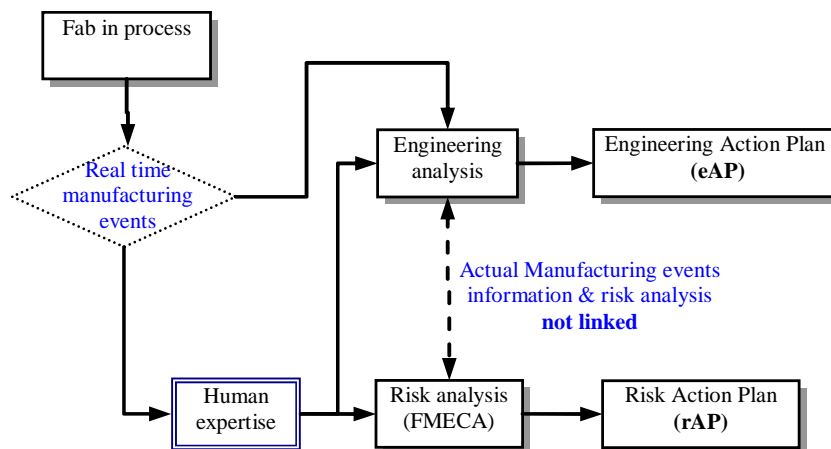 Fab in process
Real time
manufacturing
events
Engineering
analysis
Engineering Action Plan
(eAP)
Actual Manufacturing events
information & risk analysis
not linked
Human
expertise
Risk analysis
(FMECA)
Risk Action Plan
(rAP)